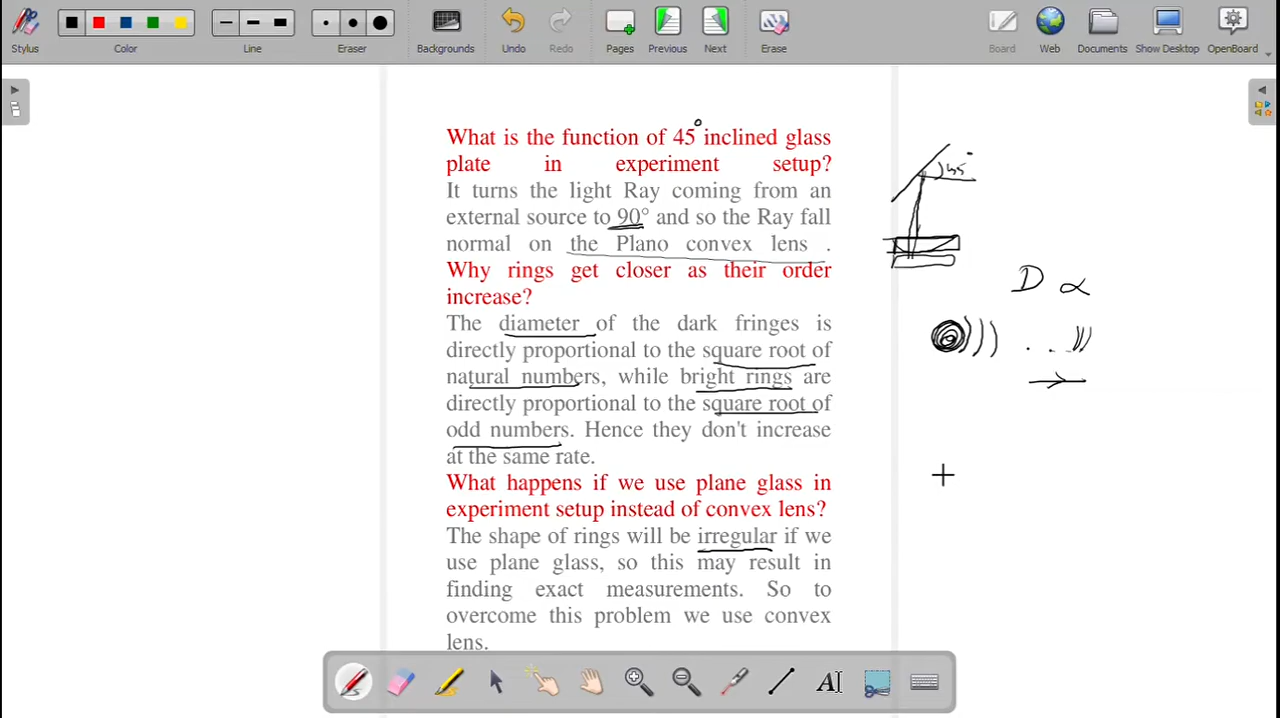 Stylus Color Line Eraser Backgrounds Undo Redo Pages Previous Next Erase Board Web Documents Show Desktop OpenBoard
What is the function of 45° inclined glass
plate in experiment setup?
It turns the light Ray coming from an
external source to 90° and so the Ray fall
normal on the Plano convex lens .
Why rings get closer as their order
increase?
The diameter of the dark fringes is
directly proportional to the square root of
natural numbers, while bright rings are
directly proportional to the square root of
odd numbers. Hence they don't increase
at the same rate.
What happens if we use plane glass in
experiment setup instead of convex lens?
The shape of rings will be irregular if we
use plane glass, so this may result in
finding exact measurements. So to
overcome this problem we use convex
lens.
45°
D ∝